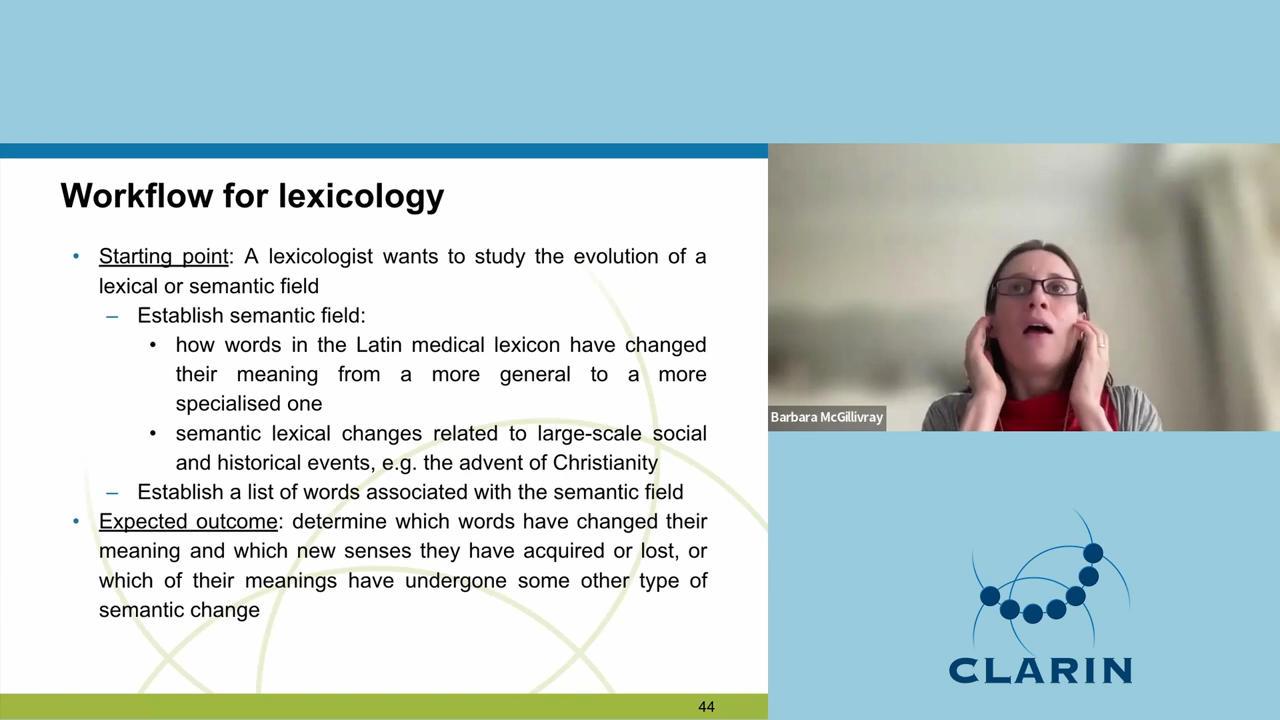 Workflow for lexicology
• Starting point: A lexicologist wants to study the evolution of a
lexical or semantic field
– Establish semantic field:
• how words in the Latin medical lexicon have changed
their meaning from a more general to a more
specialised one
• semantic lexical changes related to large-scale social
and historical events, e.g. the advent of Christianity
– Establish a list of words associated with the semantic field
• Expected outcome: determine which words have changed their
meaning and which new senses they have acquired or lost, or
which of their meanings have undergone some other type of
semantic change
44
Barbara McGillivray
CLARIN